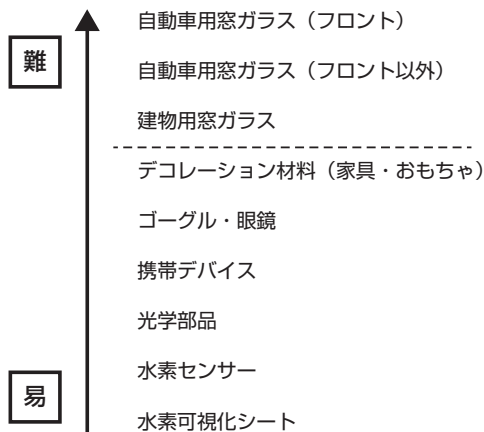 難
自動車用窓ガラス（フロント）
自動車用窓ガラス（フロント以外）
建物用窓ガラス
デコレーション材料（家具・おもちゃ）
ゴーグル・眼鏡
携帯デバイス
光学部品
水素センサー
易
水素可視化シート